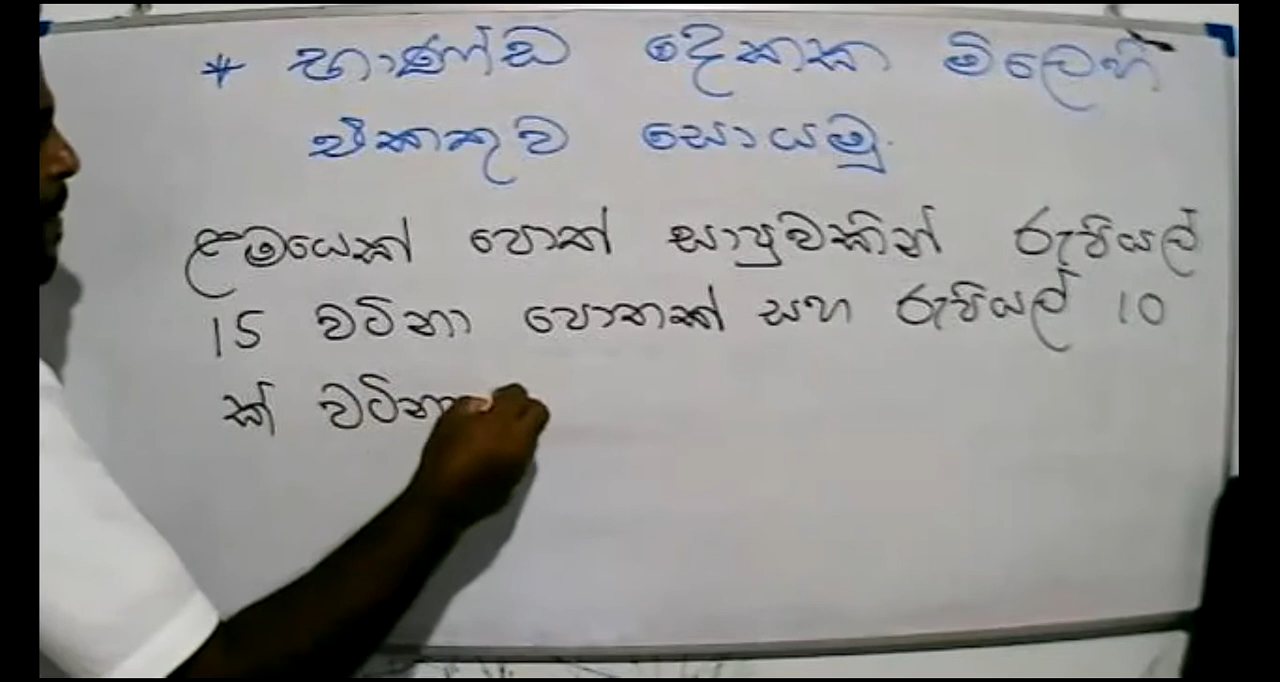 * භාණ්ඩ දෙකක මිලෙහි
එකතුව සොයමු.
ළමයෙක් පොත් සාප්පුවකින් රුපියල්
15 වටිනා පොතක් සහ රුපියල් 10
ක් වටිනා